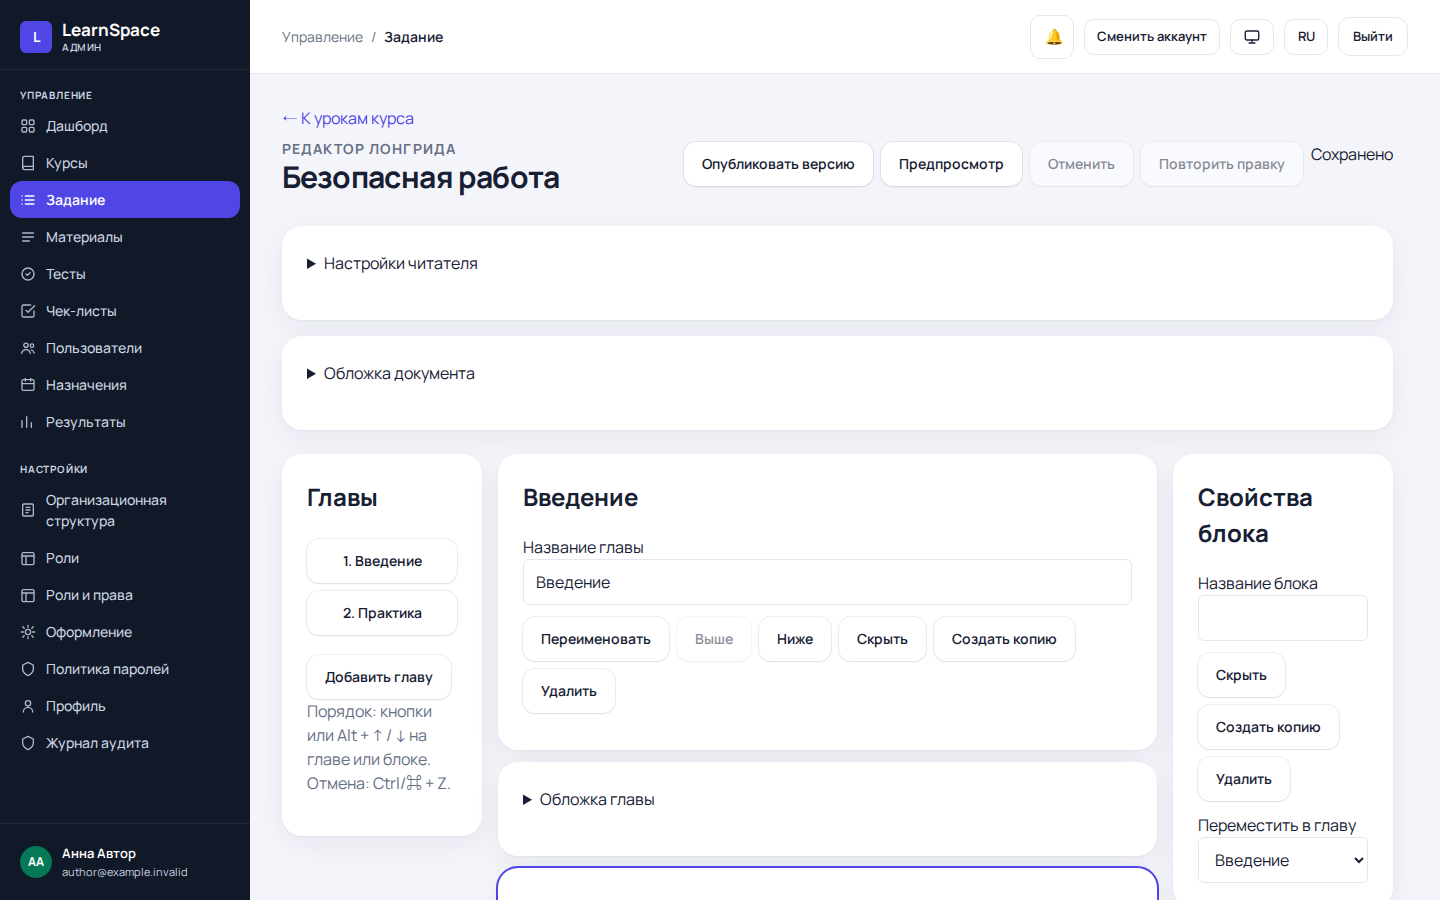 L
LearnSpace
АДМИН
УПРАВЛЕНИЕ
Дашборд
Курсы
Задание
Материалы
Тесты
Чек-листы
Пользователи
Назначения
Результаты
НАСТРОЙКИ
Организационная
структура
Роли
Роли и права
Оформление
Политика паролей
Профиль
Журнал аудита
АА
Анна Автор
author@example.invalid
Управление / Задание
Сменить аккаунт
RU
Выйти
← К урокам курса
РЕДАКТОР ЛОНГРИДА
Безопасная работа
Опубликовать версию
Предпросмотр
Отменить
Повторить правку
Сохранено
Настройки читателя
Обложка документа
Главы
1. Введение
2. Практика
Добавить главу
Порядок: кнопки
или Alt + ↑ / ↓ на
главе или блоке.
Отмена: Ctrl/⌘ + Z.
Введение
Название главы
Введение
Переименовать
Выше
Ниже
Скрыть
Создать копию
Удалить
Обложка главы
Свойства
блока
Название блока
Скрыть
Создать копию
Удалить
Переместить в главу
Введение